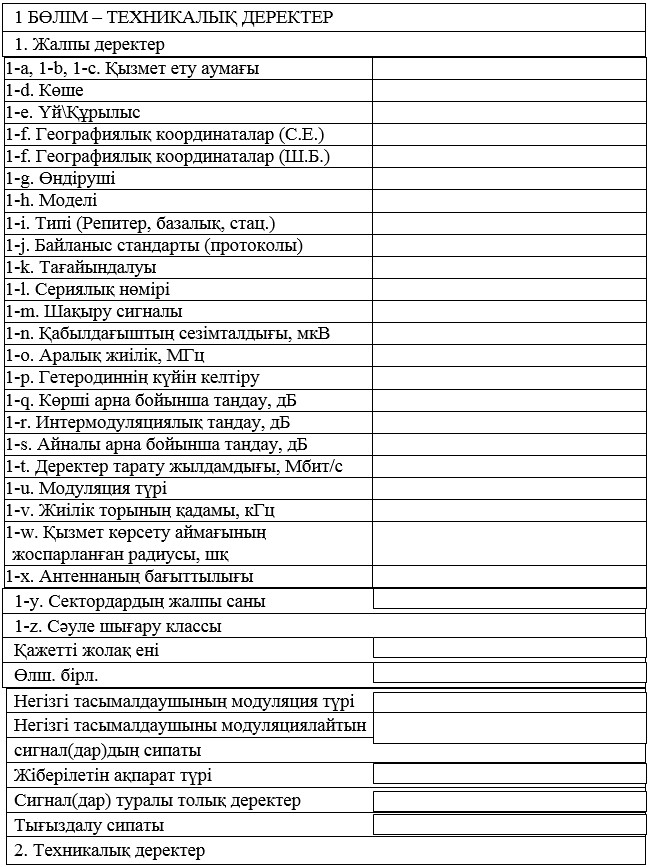 1 БӨЛІМ – ТЕХНИКАЛЫҚ ДЕРЕКТЕР
1. Жалпы деректер
1-a, 1-b, 1-c. Қызмет ету аумағы
1-d. Көше
1-e. Үй\Құрылыс
1-f. Географиялық координаталар (С.Е.)
1-f. Географиялық координаталар (Ш.Б.)
1-g. Өндіруші
1-h. Моделі
1-i. Типі (Репитер, базалық, стац.)
1-j. Байланыс стандарты (протоколы)
1-k. Тағайындалуы
1-l. Сериялық нөмірі
1-m. Шақыру сигналы
1-n. Қабылдағыштың сезімталдығы, мкВ
1-o. Аралық жиілік, МГц
1-p. Гетеродиннің күйін келтіру
1-q. Көрші арна бойынша таңдау, дБ
1-r. Интермодуляциялық таңдау, дБ
1-s. Айналы арна бойынша таңдау, дБ
1-t. Деректер тарату жылдамдығы, Мбит/с
1-u. Модуляция түрі
1-v. Жиілік торының қадамы, кГц
1-w. Қызмет көрсету аймағының
жоспарланған радиусы, шқ
1-x. Антеннаның бағыттылығы
1-y. Сектордардың жалпы саны
1-z. Сәуле шығару классы
Қажетті жолақ ені
Өлш. бірл.
Негізгі тасымалдаушының модуляция түрі
Негізгі тасымалдаушыны модуляциялайтын
сигнал(дар)дың сипаты
Жіберілетін ақпарат түрі
Сигнал(дар) туралы толық деректер
Тығыздалу сипаты
2. Техникалық деректер